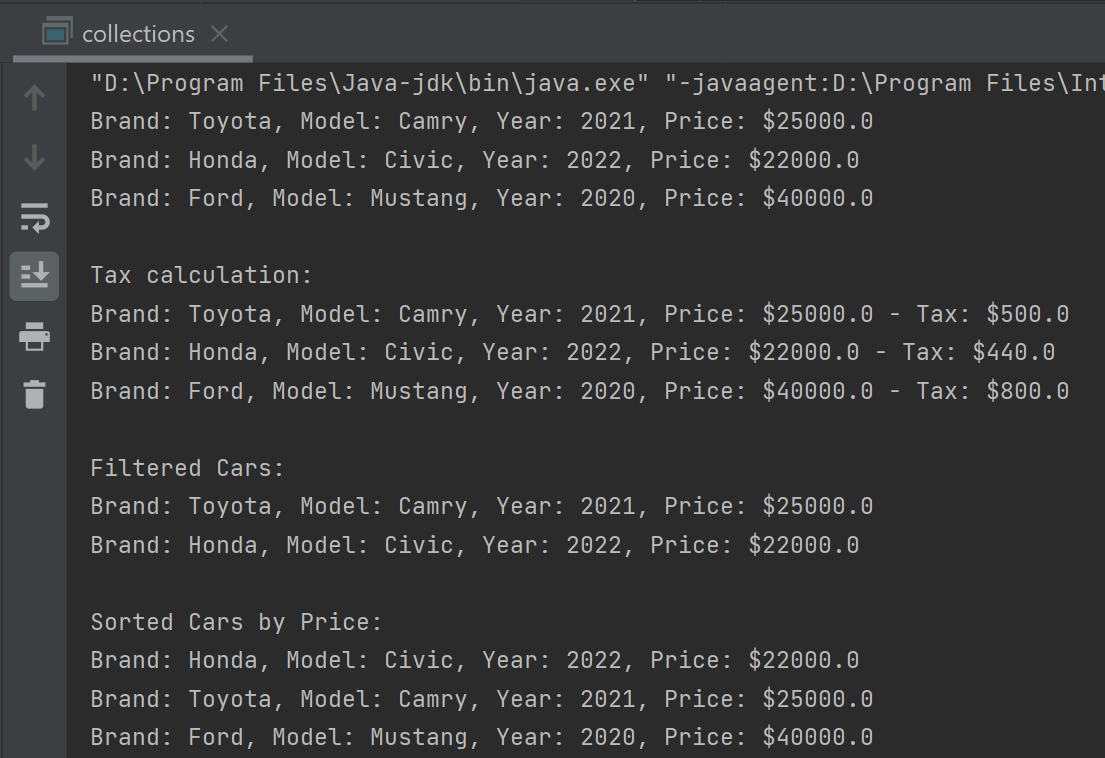 collections
"D:\Program Files\Java-jdk\bin\java.exe" "-javaagent:D:\Program Files\Int
Brand: Toyota, Model: Camry, Year: 2021, Price: $25000.0
Brand: Honda, Model: Civic, Year: 2022, Price: $22000.0
Brand: Ford, Model: Mustang, Year: 2020, Price: $40000.0
Tax calculation:
Brand: Toyota, Model: Camry, Year: 2021, Price: $25000.0 - Tax: $500.0
Brand: Honda, Model: Civic, Year: 2022, Price: $22000.0 - Tax: $440.0
Brand: Ford, Model: Mustang, Year: 2020, Price: $40000.0 - Tax: $800.0
Filtered Cars:
Brand: Toyota, Model: Camry, Year: 2021, Price: $25000.0
Brand: Honda, Model: Civic, Year: 2022, Price: $22000.0
Sorted Cars by Price:
Brand: Honda, Model: Civic, Year: 2022, Price: $22000.0
Brand: Toyota, Model: Camry, Year: 2021, Price: $25000.0
Brand: Ford, Model: Mustang, Year: 2020, Price: $40000.0